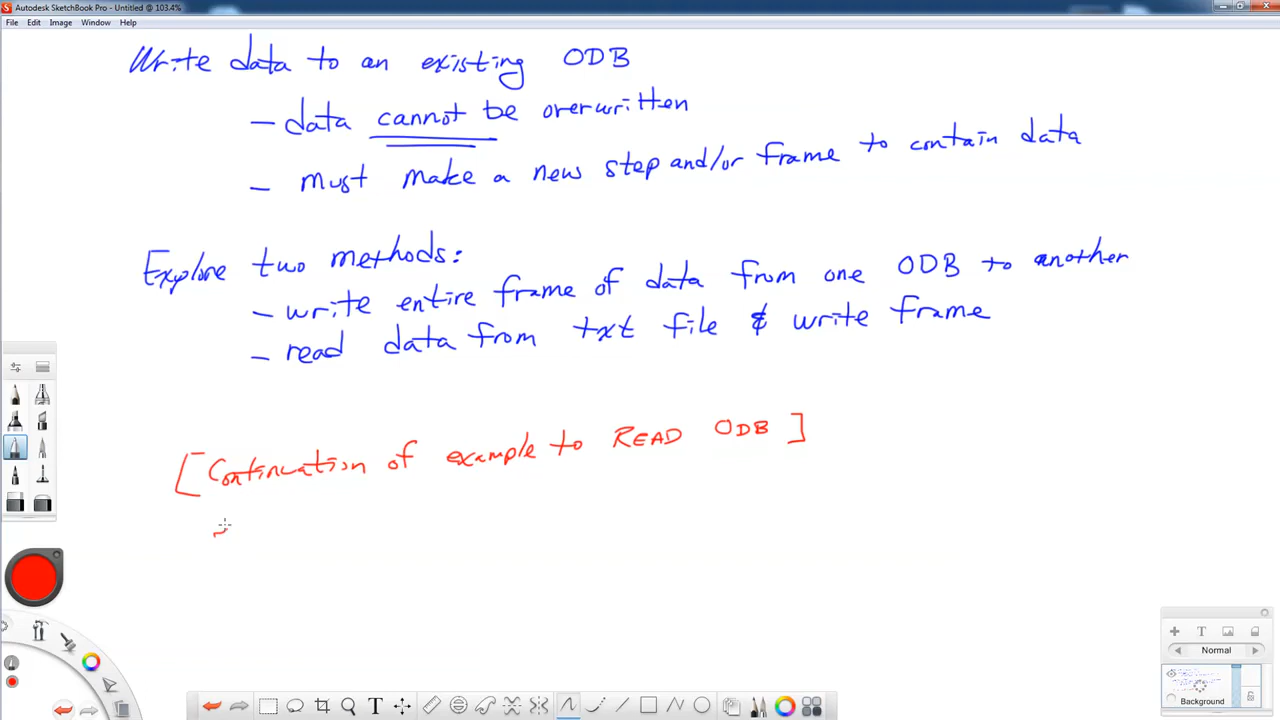 Autodesk SketchBook Pro - Untitled @ 103.4%
File Edit Image Window Help
Write data to an existing ODB
- data cannot be overwritten
- must make a new step and/or frame to contain data
Explore two methods:
- write entire frame of data from one ODB to another
- read data from txt file & write frame
[Continuation of example to READ ODB]
Normal
Background